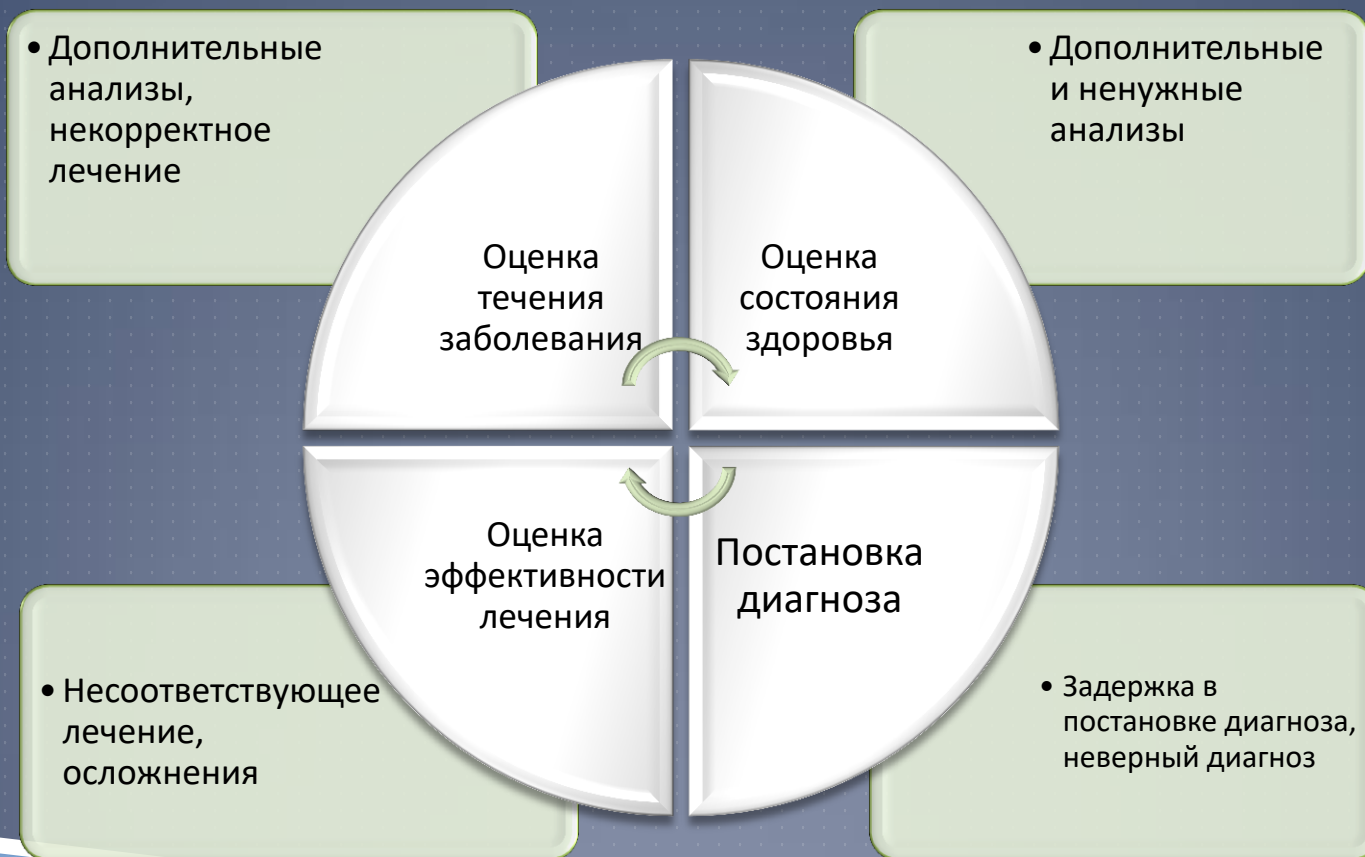 • Дополнительные
анализы,
некорректное
лечение
• Дополнительные
и ненужные
анализы
Оценка
течения
заболевания
Оценка
состояния
здоровья
Оценка
эффективности
лечения
Постановка
диагноза
• Несоответствующее
лечение,
осложнения
• Задержка в
постановке диагноза,
неверный диагноз